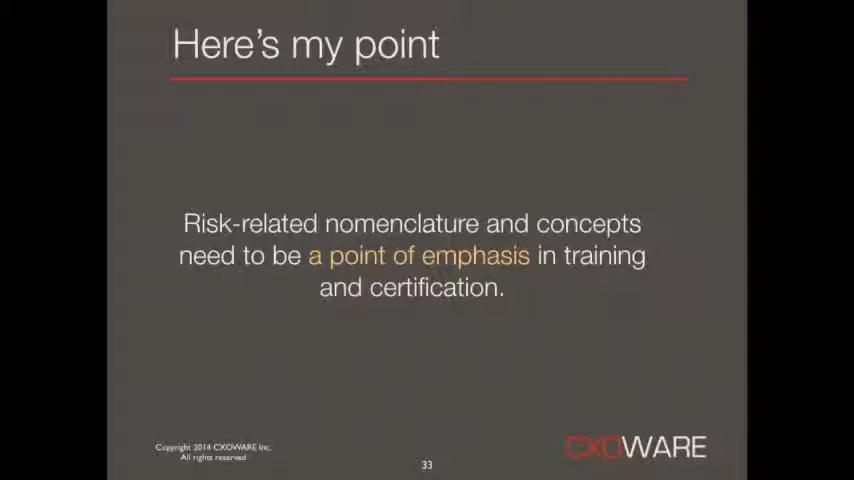 Here's my point
Risk-related nomenclature and concepts
need to be a point of emphasis in training
and certification.
Copyright 2014 CXOWARE Inc.
All rights reserved
33
CXOWARE